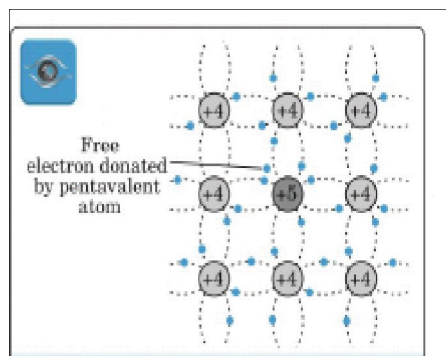 +4 +4 +4
Free
electron donated
by pentavalent
atom
+4 +5 +4
+4 +4 +4